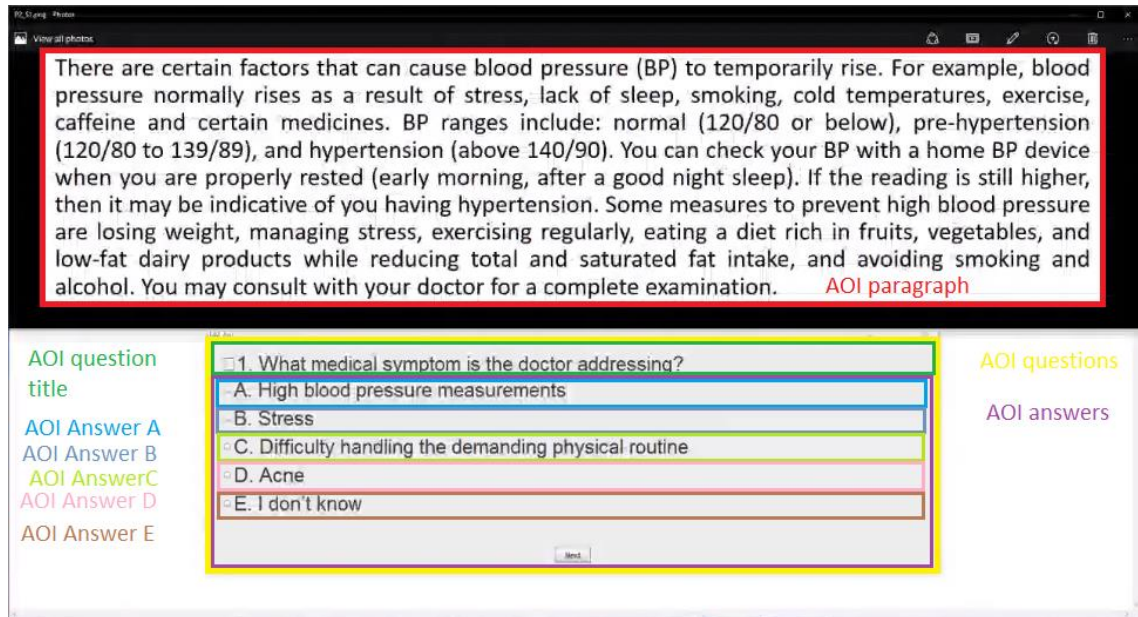 P2_S1.png Photos
View all photos
There are certain factors that can cause blood pressure (BP) to temporarily rise. For example, blood
pressure normally rises as a result of stress, lack of sleep, smoking, cold temperatures, exercise,
caffeine and certain medicines. BP ranges include: normal (120/80 or below), pre-hypertension
(120/80 to 139/89), and hypertension (above 140/90). You can check your BP with a home BP device
when you are properly rested (early morning, after a good night sleep). If the reading is still higher,
then it may be indicative of you having hypertension. Some measures to prevent high blood pressure
are losing weight, managing stress, exercising regularly, eating a diet rich in fruits, vegetables, and
low-fat dairy products while reducing total and saturated fat intake, and avoiding smoking and
alcohol. You may consult with your doctor for a complete examination.
AOI paragraph
AOI question
title
AOI Answer A
AOI Answer B
AOI AnswerC
AOI Answer D
AOI Answer E
1. What medical symptom is the doctor addressing?
A. High blood pressure measurements
B. Stress
C. Difficulty handling the demanding physical routine
D. Acne
E. I don't know
Next
AOI questions
AOI answers